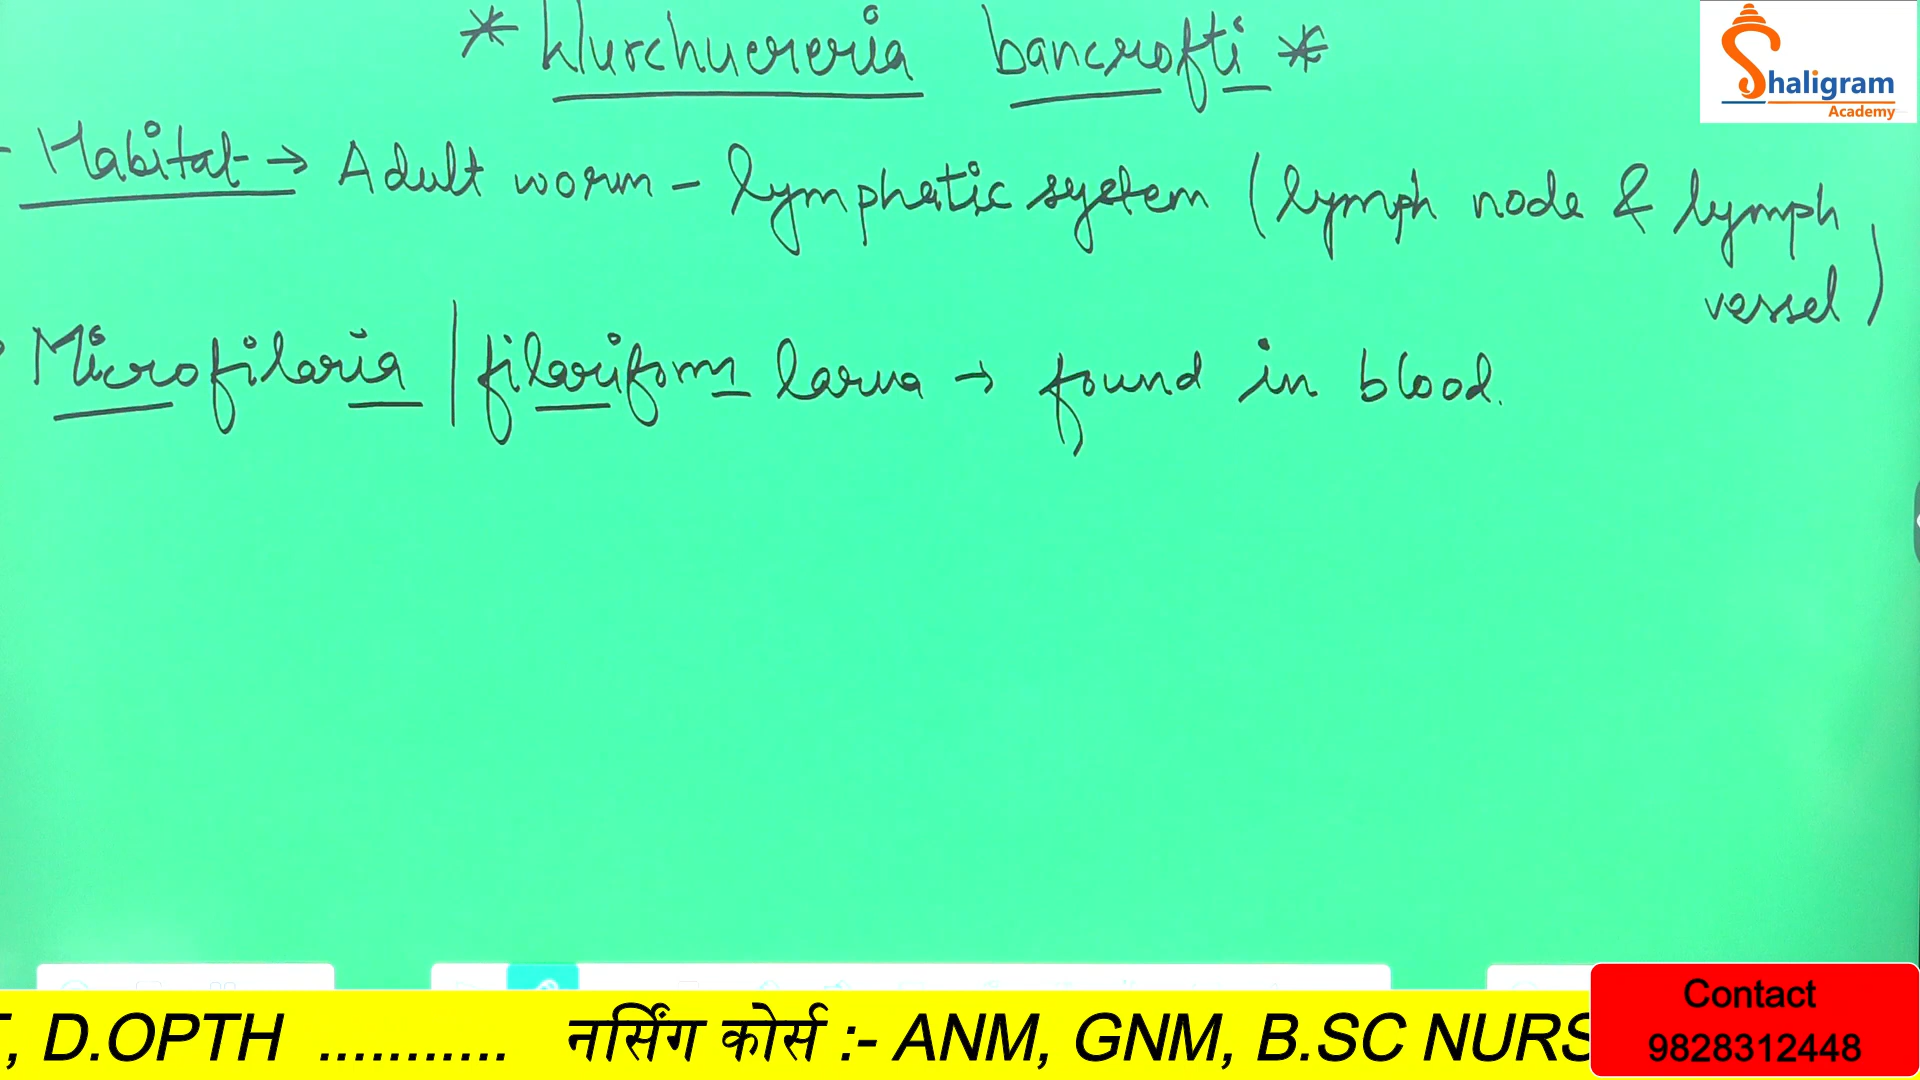 * Wurchuereria bancrofti *
Shaligram
Academy
- Habitat → Adult worm - lymphatic system (lymph node & lymph
vessel)
Microfilaria | filariform larva → found in blood.
T, D.OPTH ........... नर्सिंग कोर्स :- ANM, GNM, B.SC NURS
Contact
9828312448